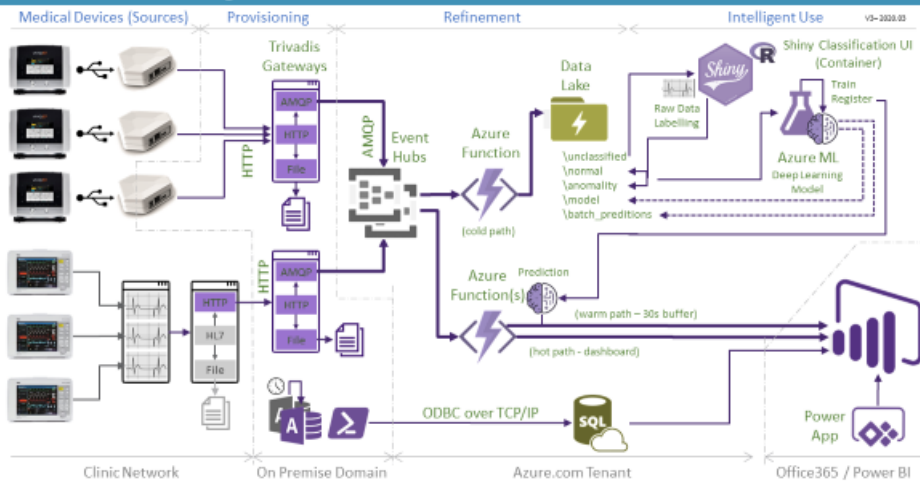 Medical Devices (Sources)
Provisioning
Refinement
Intelligent Use
V3– 2020.03
Trivadis
Gateways
AMQP
HTTP
File
HTTP
AMQP
Event
Hubs
Azure
Function
(cold path)
Data
Lake
\unclassified
\normal
\anomality
\model
\batch_preditions
Shiny
R
Raw Data
Labelling
Shiny Classification UI
(Container)
Train
Register
Azure ML
Deep Learning
Model
HTTP
HL7
File
HTTP
AMQP
HTTP
File
Azure
Function(s)
Prediction
(warm path – 30s buffer)
(hot path - dashboard)
A
A
ODBC over TCP/IP
SQL
Power
App
Clinic Network
On Premise Domain
Azure.com Tenant
Office365 / Power BI